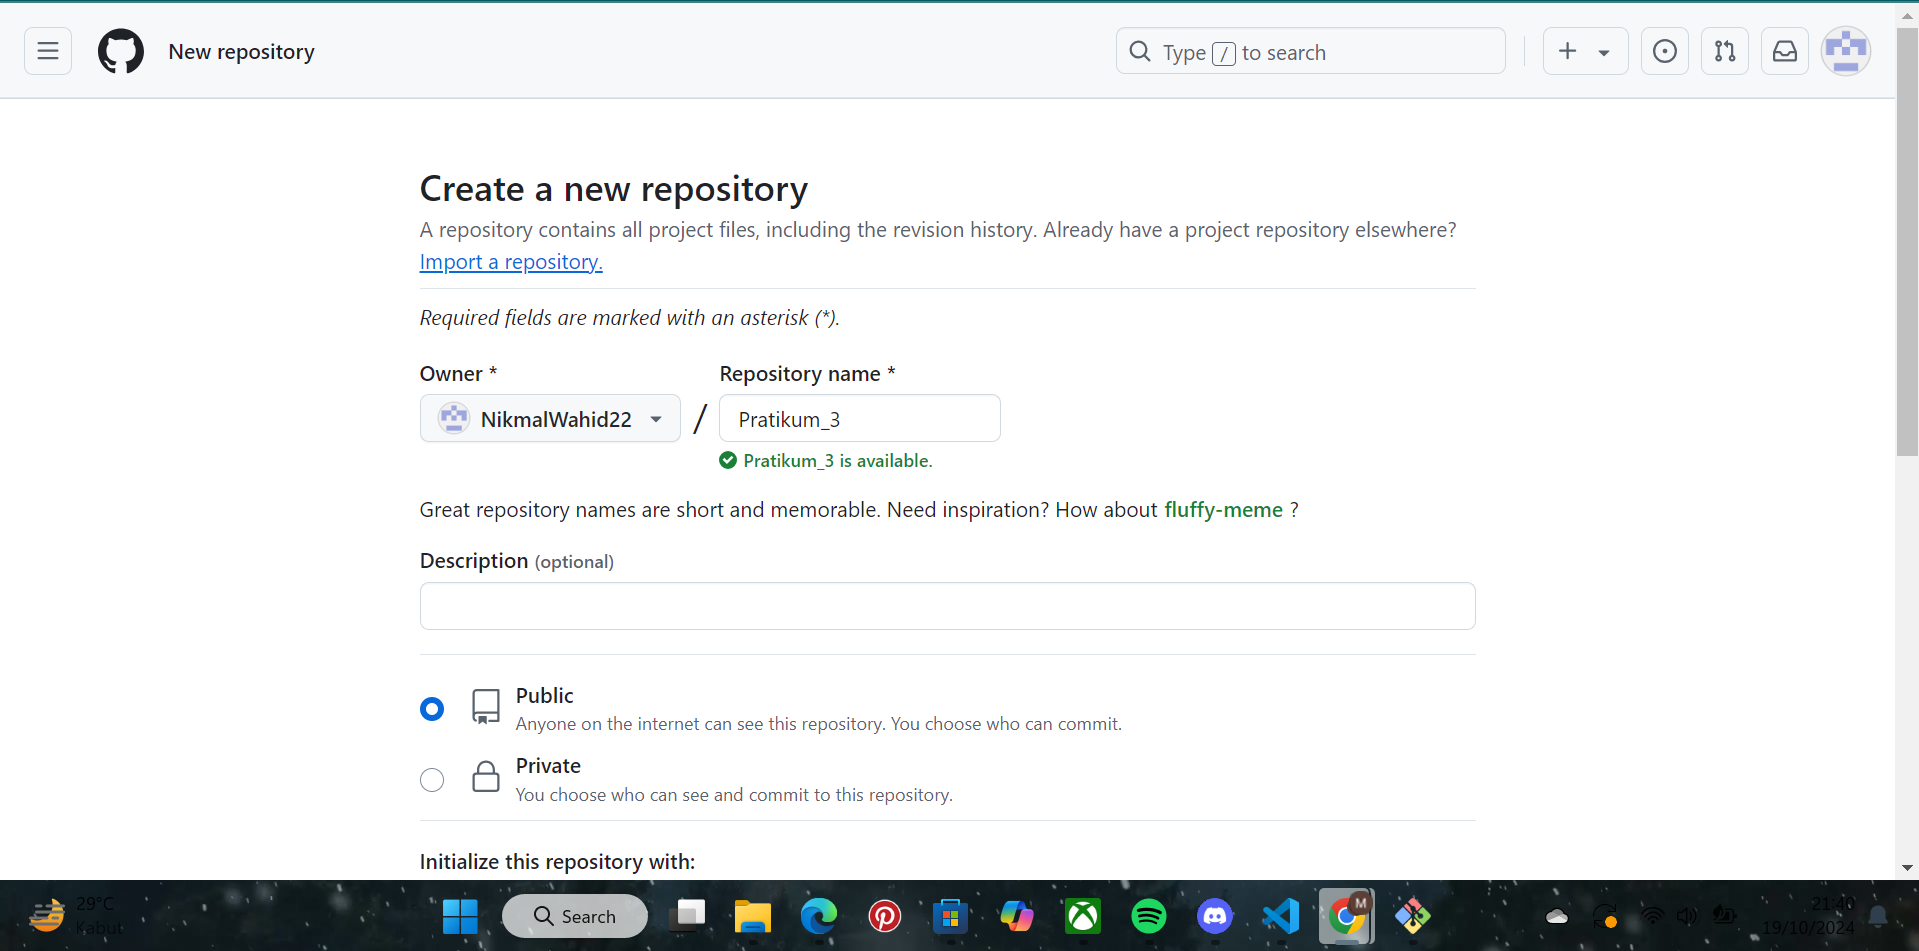 New repository
Type / to search
Create a new repository
A repository contains all project files, including the revision history. Already have a project repository elsewhere?
Import a repository.
Required fields are marked with an asterisk (*).
Owner * Repository name *
NikmalWahid22 / Pratikum_3
Pratikum_3 is available.
Great repository names are short and memorable. Need inspiration? How about fluffy-meme ?
Description (optional)
Public
Anyone on the internet can see this repository. You choose who can commit.
Private
You choose who can see and commit to this repository.
Initialize this repository with:
29°C
Kabut
Search
M
21:40
19/10/2024